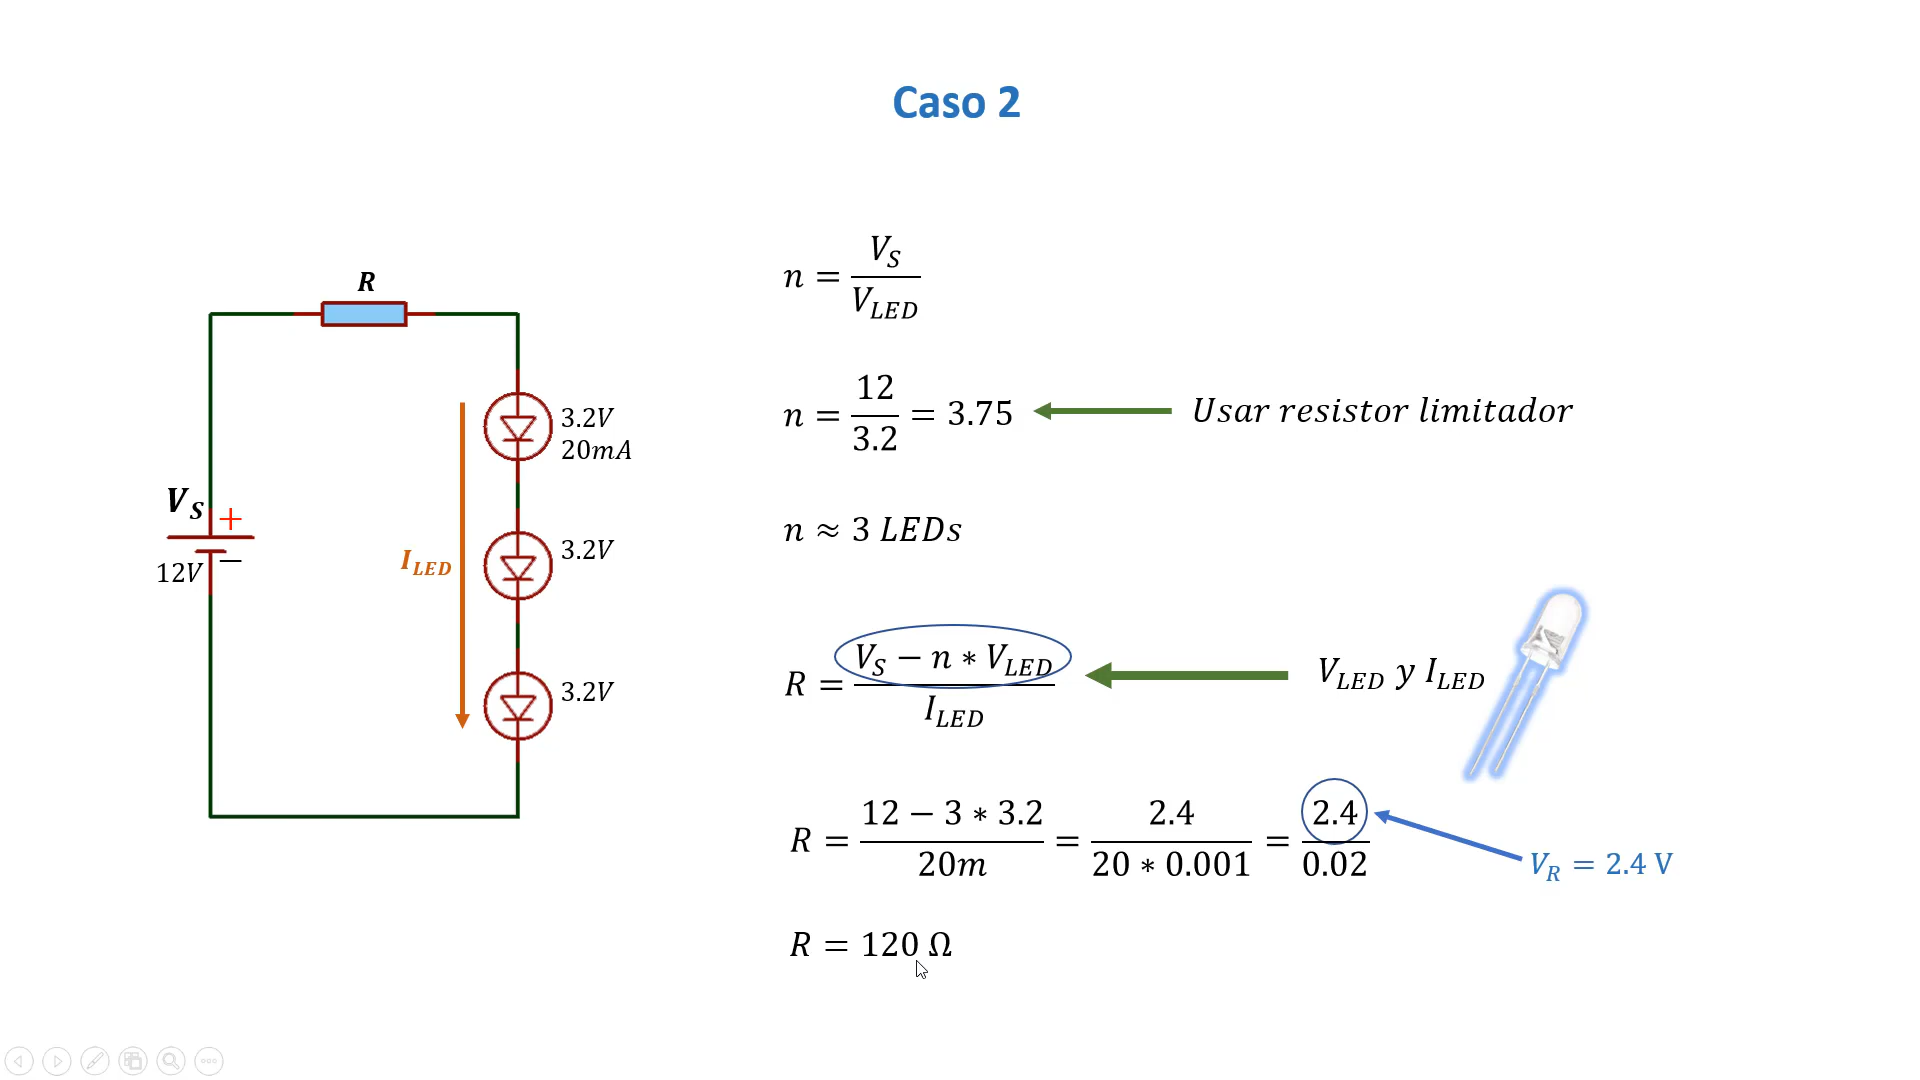 Caso 2
R
3.2V
20mA
V_S
+
−
12V
I_LED
3.2V
3.2V
n = V_S / V_LED
n = 12 / 3.2 = 3.75
Usar resistor limitador
n ≈ 3 LEDs
R = (V_S − n ∗ V_LED) / I_LED
V_LED y I_LED
R = (12 − 3 ∗ 3.2) / 20m = 2.4 / (20 ∗ 0.001) = 2.4 / 0.02
V_R = 2.4 V
R = 120 Ω